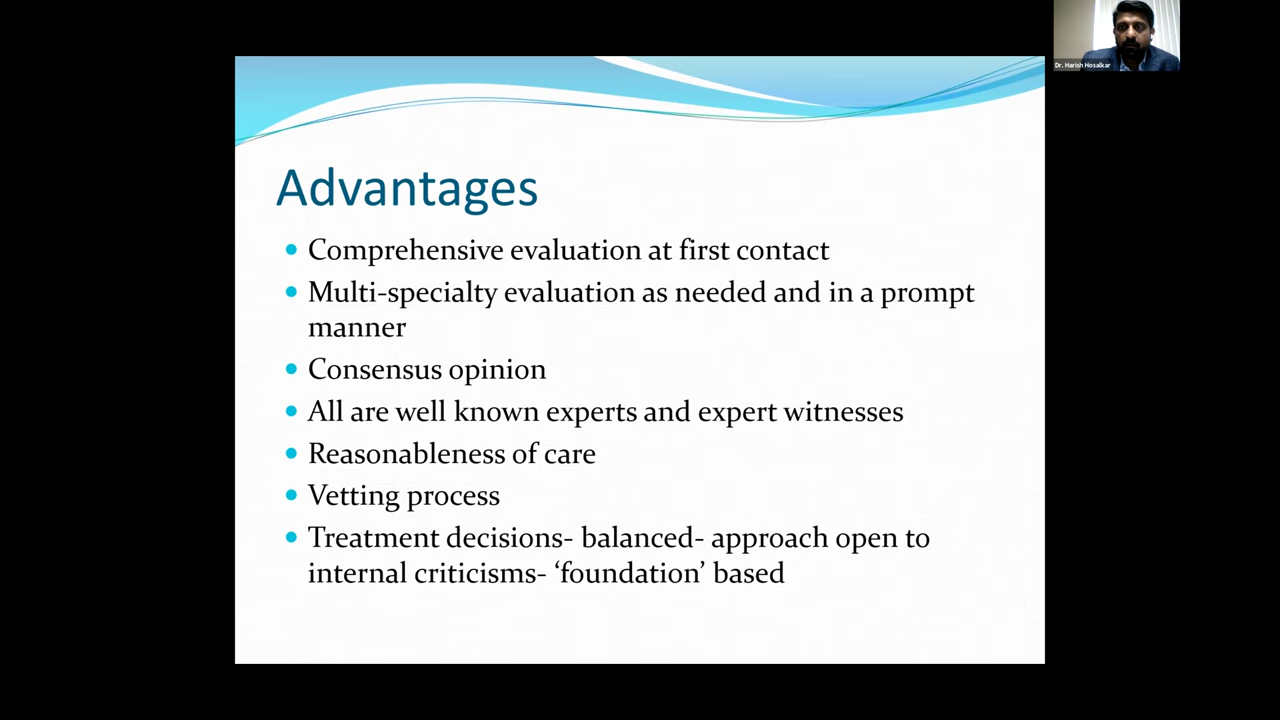 Dr. Harish Hosalkar
Advantages
Comprehensive evaluation at first contact
Multi-specialty evaluation as needed and in a prompt
manner
Consensus opinion
All are well known experts and expert witnesses
Reasonableness of care
Vetting process
Treatment decisions- balanced- approach open to
internal criticisms- ‘foundation’ based